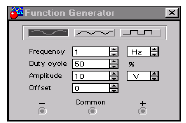 Function Generator
Frequency 1 Hz
Duty cycle 50 %
Amplitude 10 V
Offset 0
Common
− +